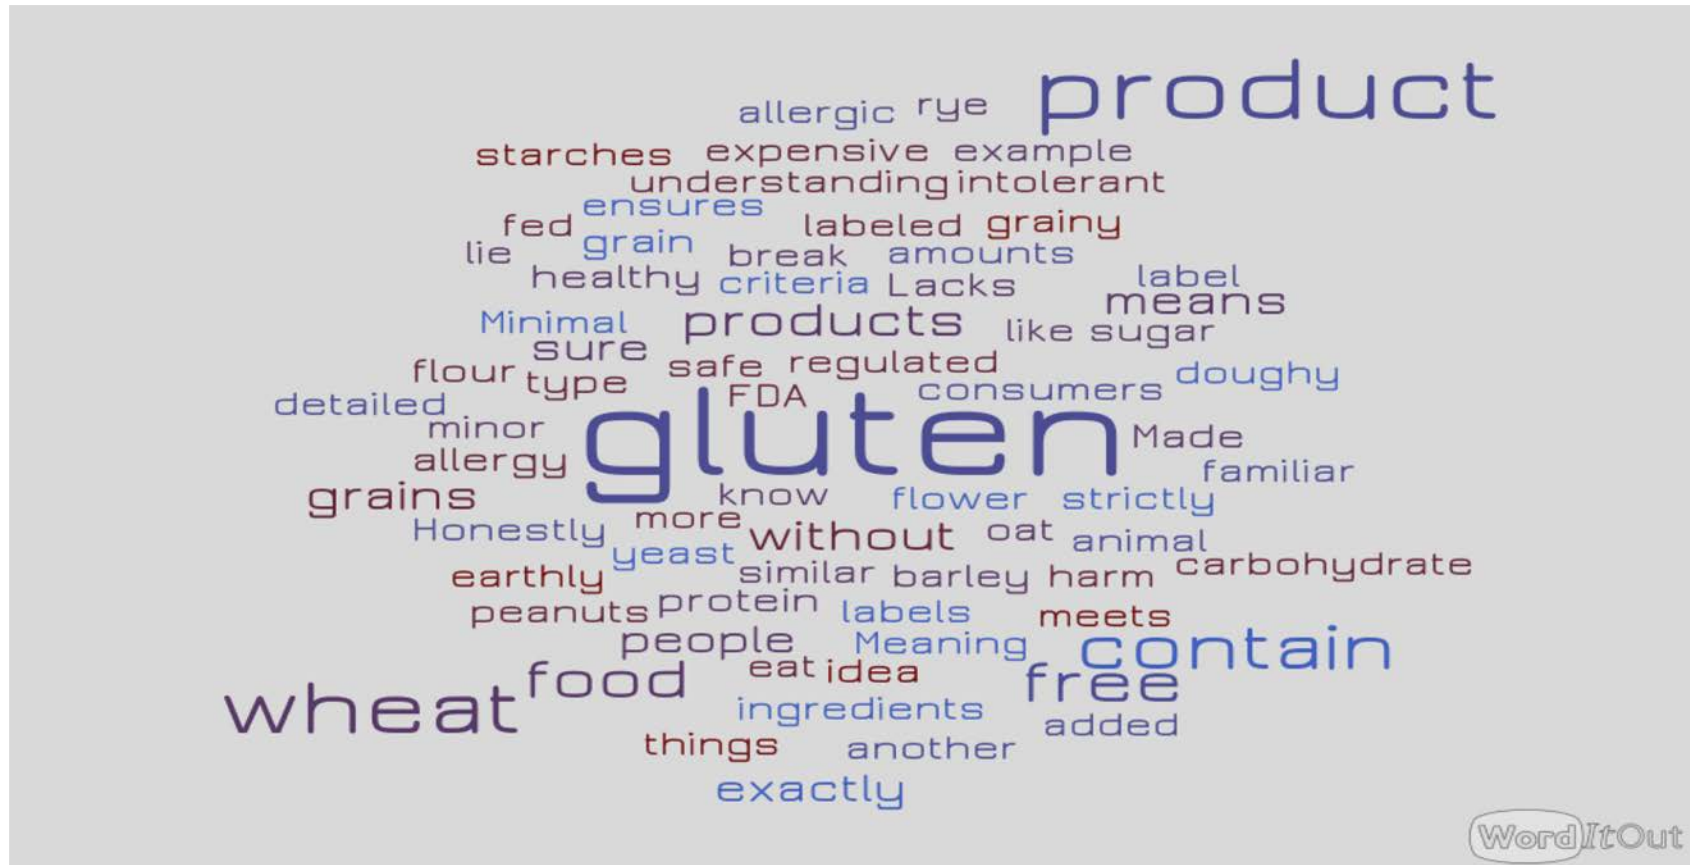 product
allergic rye
starches expensive example
understanding intolerant
ensures
fed labeled grainy
lie grain break amounts
healthy criteria Lacks label
means
Minimal products like sugar
sure
flour type safe regulated
FDA consumers doughy
detailed
minor gluten Made
allergy familiar
grains know flower strictly
Honestly more without oat animal
yeast
earthly similar barley harm carbohydrate
peanuts protein labels meets
people Meaning contain
wheat food eat idea free
ingredients added
things another
exactly
WordItOut